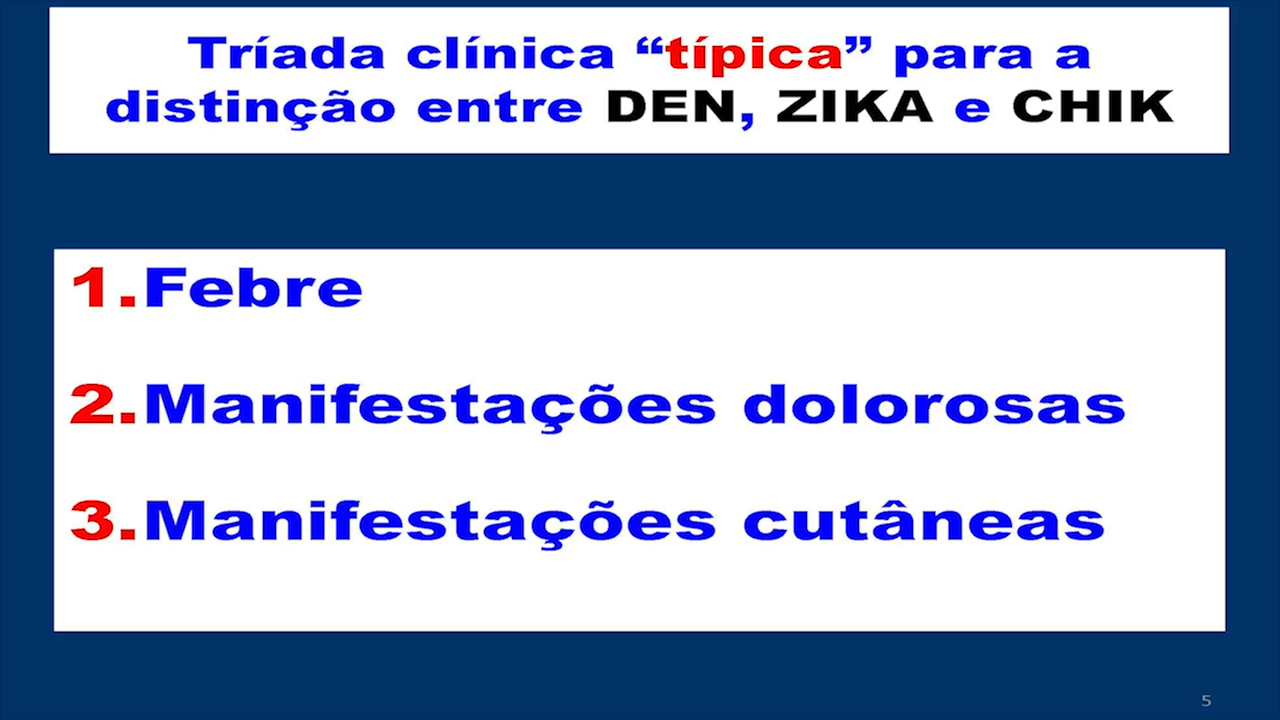 Tríada clínica “típica” para a
distinção entre DEN, ZIKA e CHIK
1.Febre
2.Manifestações dolorosas
3.Manifestações cutâneas
5